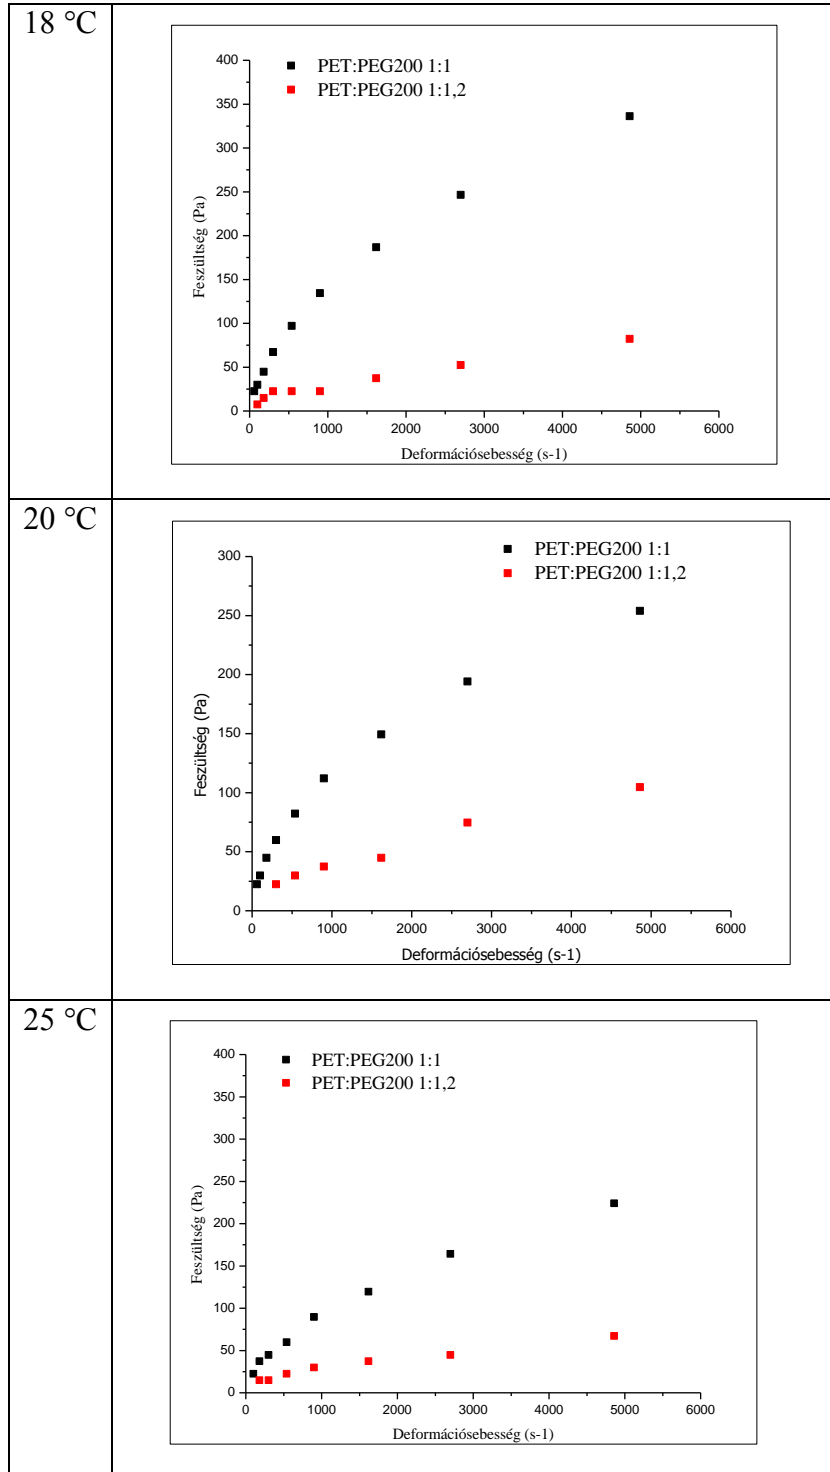 18 °C
PET:PEG200 1:1
PET:PEG200 1:1,2
Feszültség (Pa)
400
350
300
250
200
150
100
50
0
0 1000 2000 3000 4000 5000 6000
Deformációsebesség (s-1)
20 °C
PET:PEG200 1:1
PET:PEG200 1:1,2
Feszültség (Pa)
300
250
200
150
100
50
0
0 1000 2000 3000 4000 5000 6000
Deformációsebesség (s-1)
25 °C
PET:PEG200 1:1
PET:PEG200 1:1,2
Feszültség (Pa)
400
350
300
250
200
150
100
50
0
0 1000 2000 3000 4000 5000 6000
Deformációsebesség (s-1)